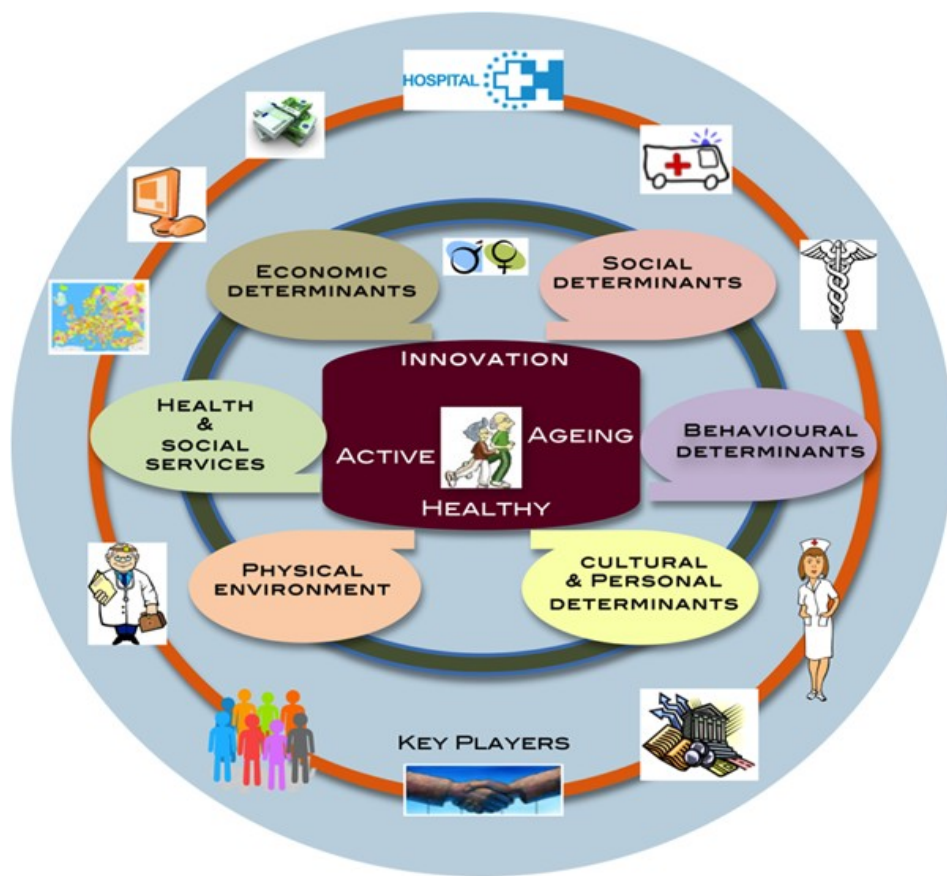 HOSPITAL
H
ECONOMIC
DETERMINANTS
SOCIAL
DETERMINANTS
INNOVATION
HEALTH
&
SOCIAL
SERVICES
ACTIVE
AGEING
HEALTHY
BEHAVIOURAL
DETERMINANTS
PHYSICAL
ENVIRONMENT
CULTURAL
& PERSONAL
DETERMINANTS
KEY PLAYERS